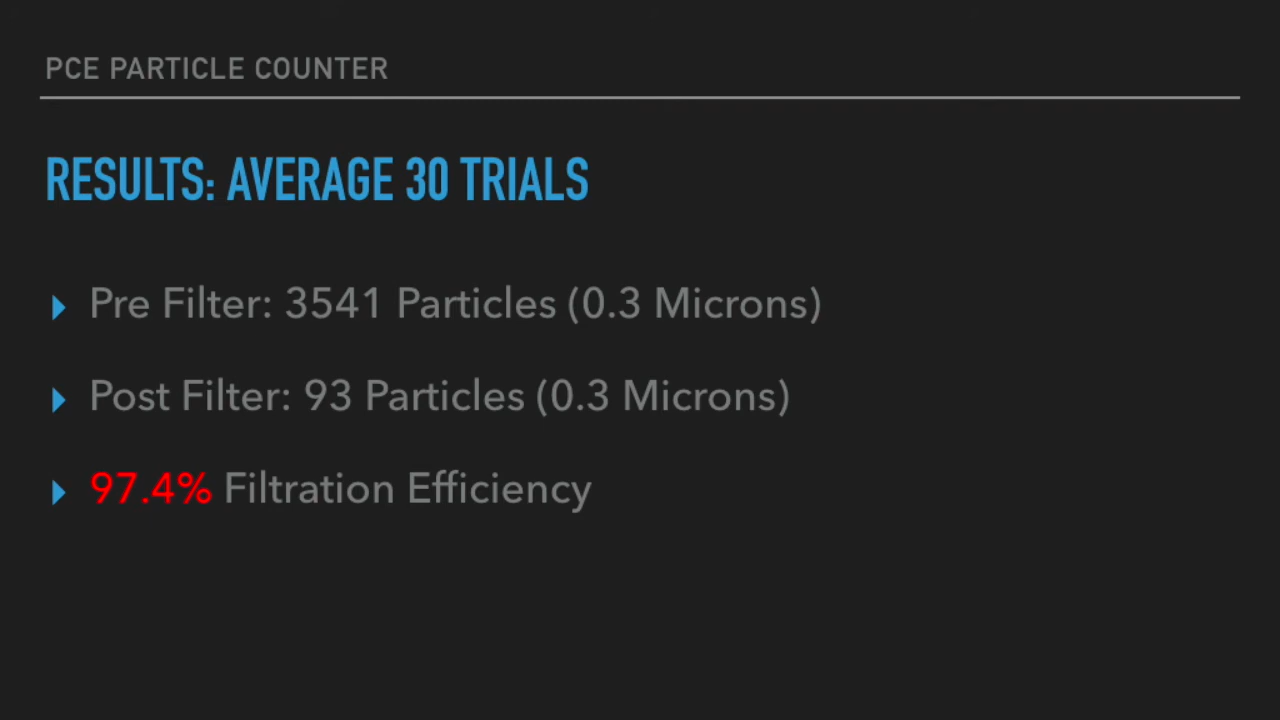 PCE PARTICLE COUNTER
RESULTS: AVERAGE 30 TRIALS
Pre Filter: 3541 Particles (0.3 Microns)
Post Filter: 93 Particles (0.3 Microns)
97.4% Filtration Efficiency